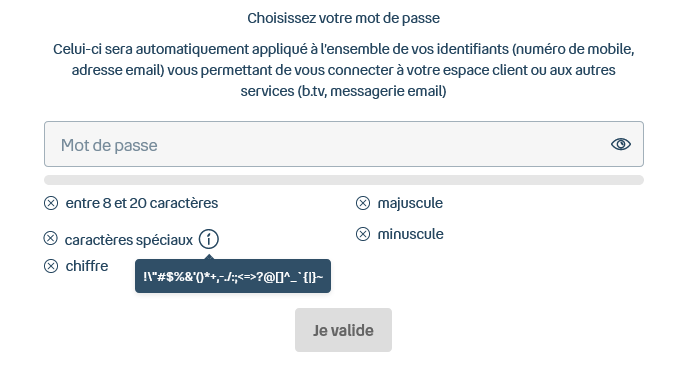 Choisissez votre mot de passe
Celui-ci sera automatiquement appliqué à l'ensemble de vos identifiants (numéro de mobile,
adresse email) vous permettant de vous connecter à votre espace client ou aux autres
services (b.tv, messagerie email)
Mot de passe
entre 8 et 20 caractères
majuscule
caractères spéciaux
minuscule
chiffre
!\"#$%&'()*+,-./:;<=>?@[]^_`{|}~
Je valide